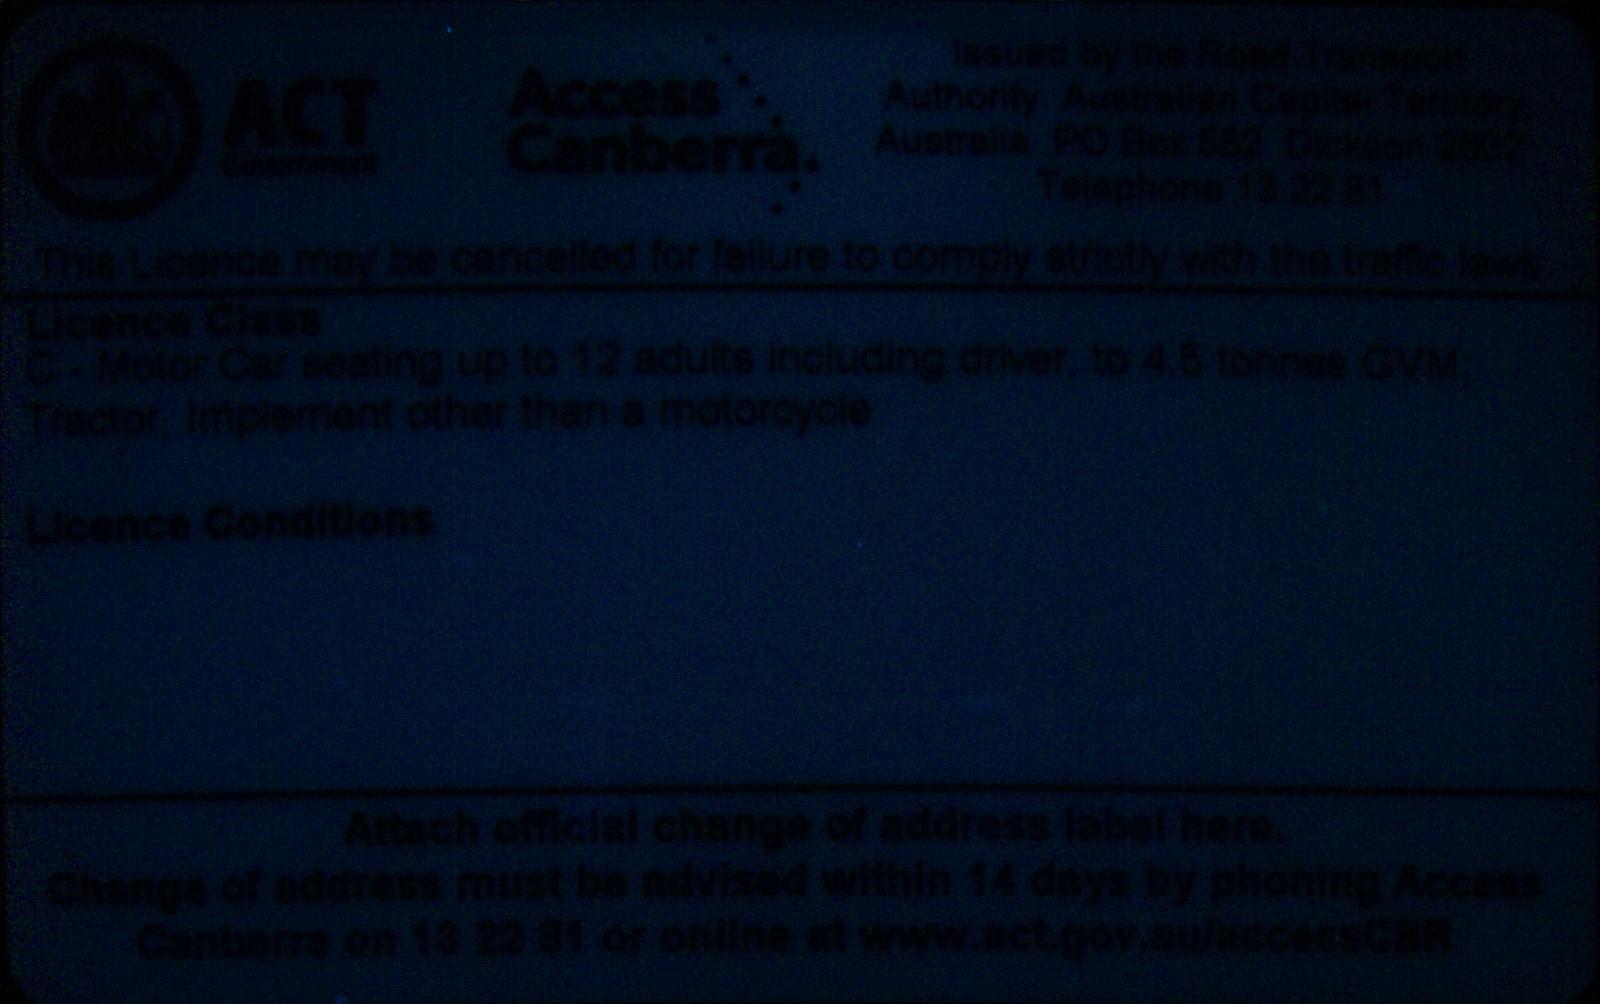 ACT
Government
Access
Canberra.
Issued by the Road Transport
Authority Australian Capital Territory,
Australia PO Box 582 Dickson 2602
Telephone 13 22 81
This Licence may be cancelled for failure to comply strictly with the traffic laws
Licence Class
C - Motor Car seating up to 12 adults including driver, to 4.5 tonnes GVM;
Tractor, Implement other than a motorcycle
Licence Conditions
Attach official change of address label here.
Change of address must be advised within 14 days by phoning Access
Canberra on 13 22 81 or online at www.act.gov.au/accessCBR